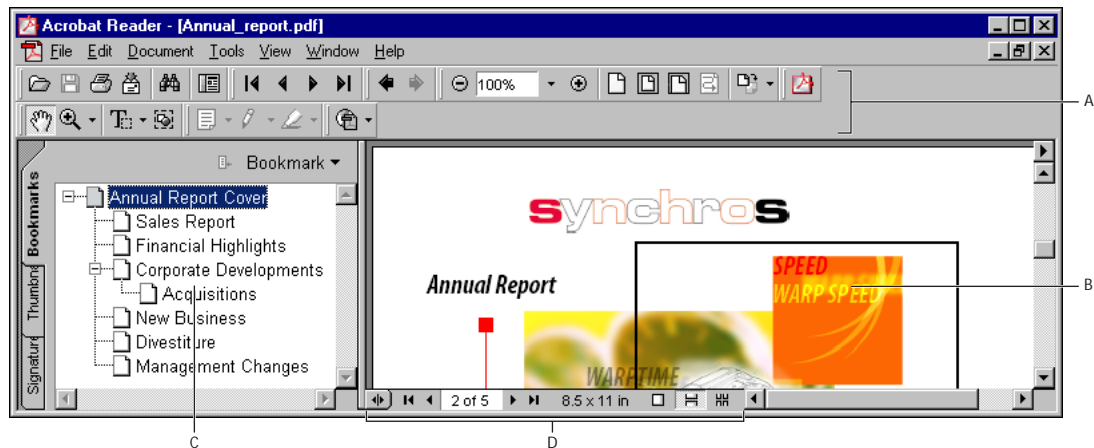 Acrobat Reader - [Annual_report.pdf]
File Edit Document Tools View Window Help
100%
A
Bookmarks
Thumbna
Signature
Bookmark
Annual Report Cover
Sales Report
Financial Highlights
Corporate Developments
Acquisitions
New Business
Divestiture
Management Changes
synchros
Annual Report
SPEED
WARP SPEED
B
WARPTIME
2 of 5
8.5 x 11 in
C
D